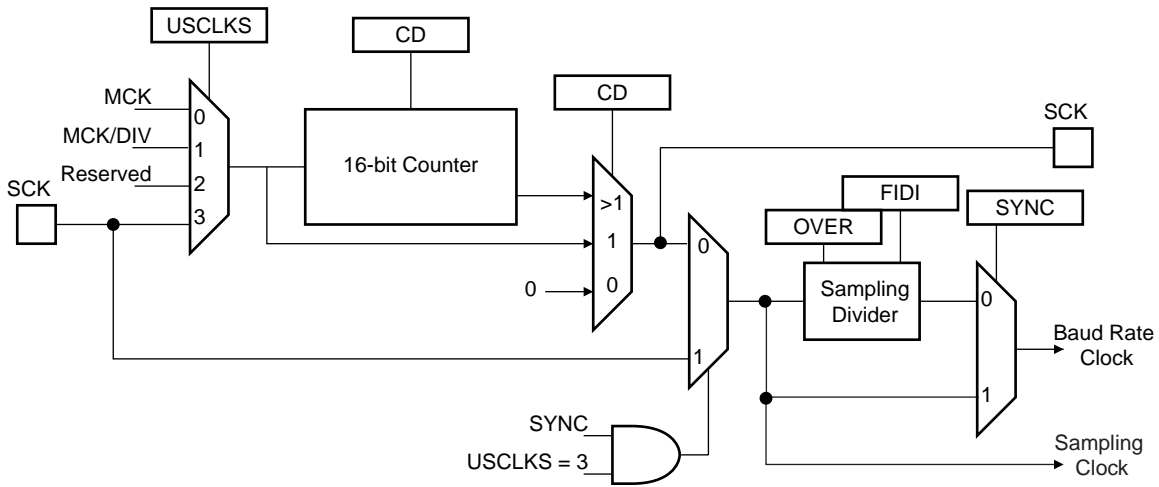 USCLKS
CD
CD
MCK
0
MCK/DIV
1
Reserved
2
SCK
3
16-bit Counter
>1
1
0
0
SCK
FIDI
OVER
SYNC
0
1
Sampling
Divider
0
1
Baud Rate
Clock
SYNC
USCLKS = 3
Sampling
Clock